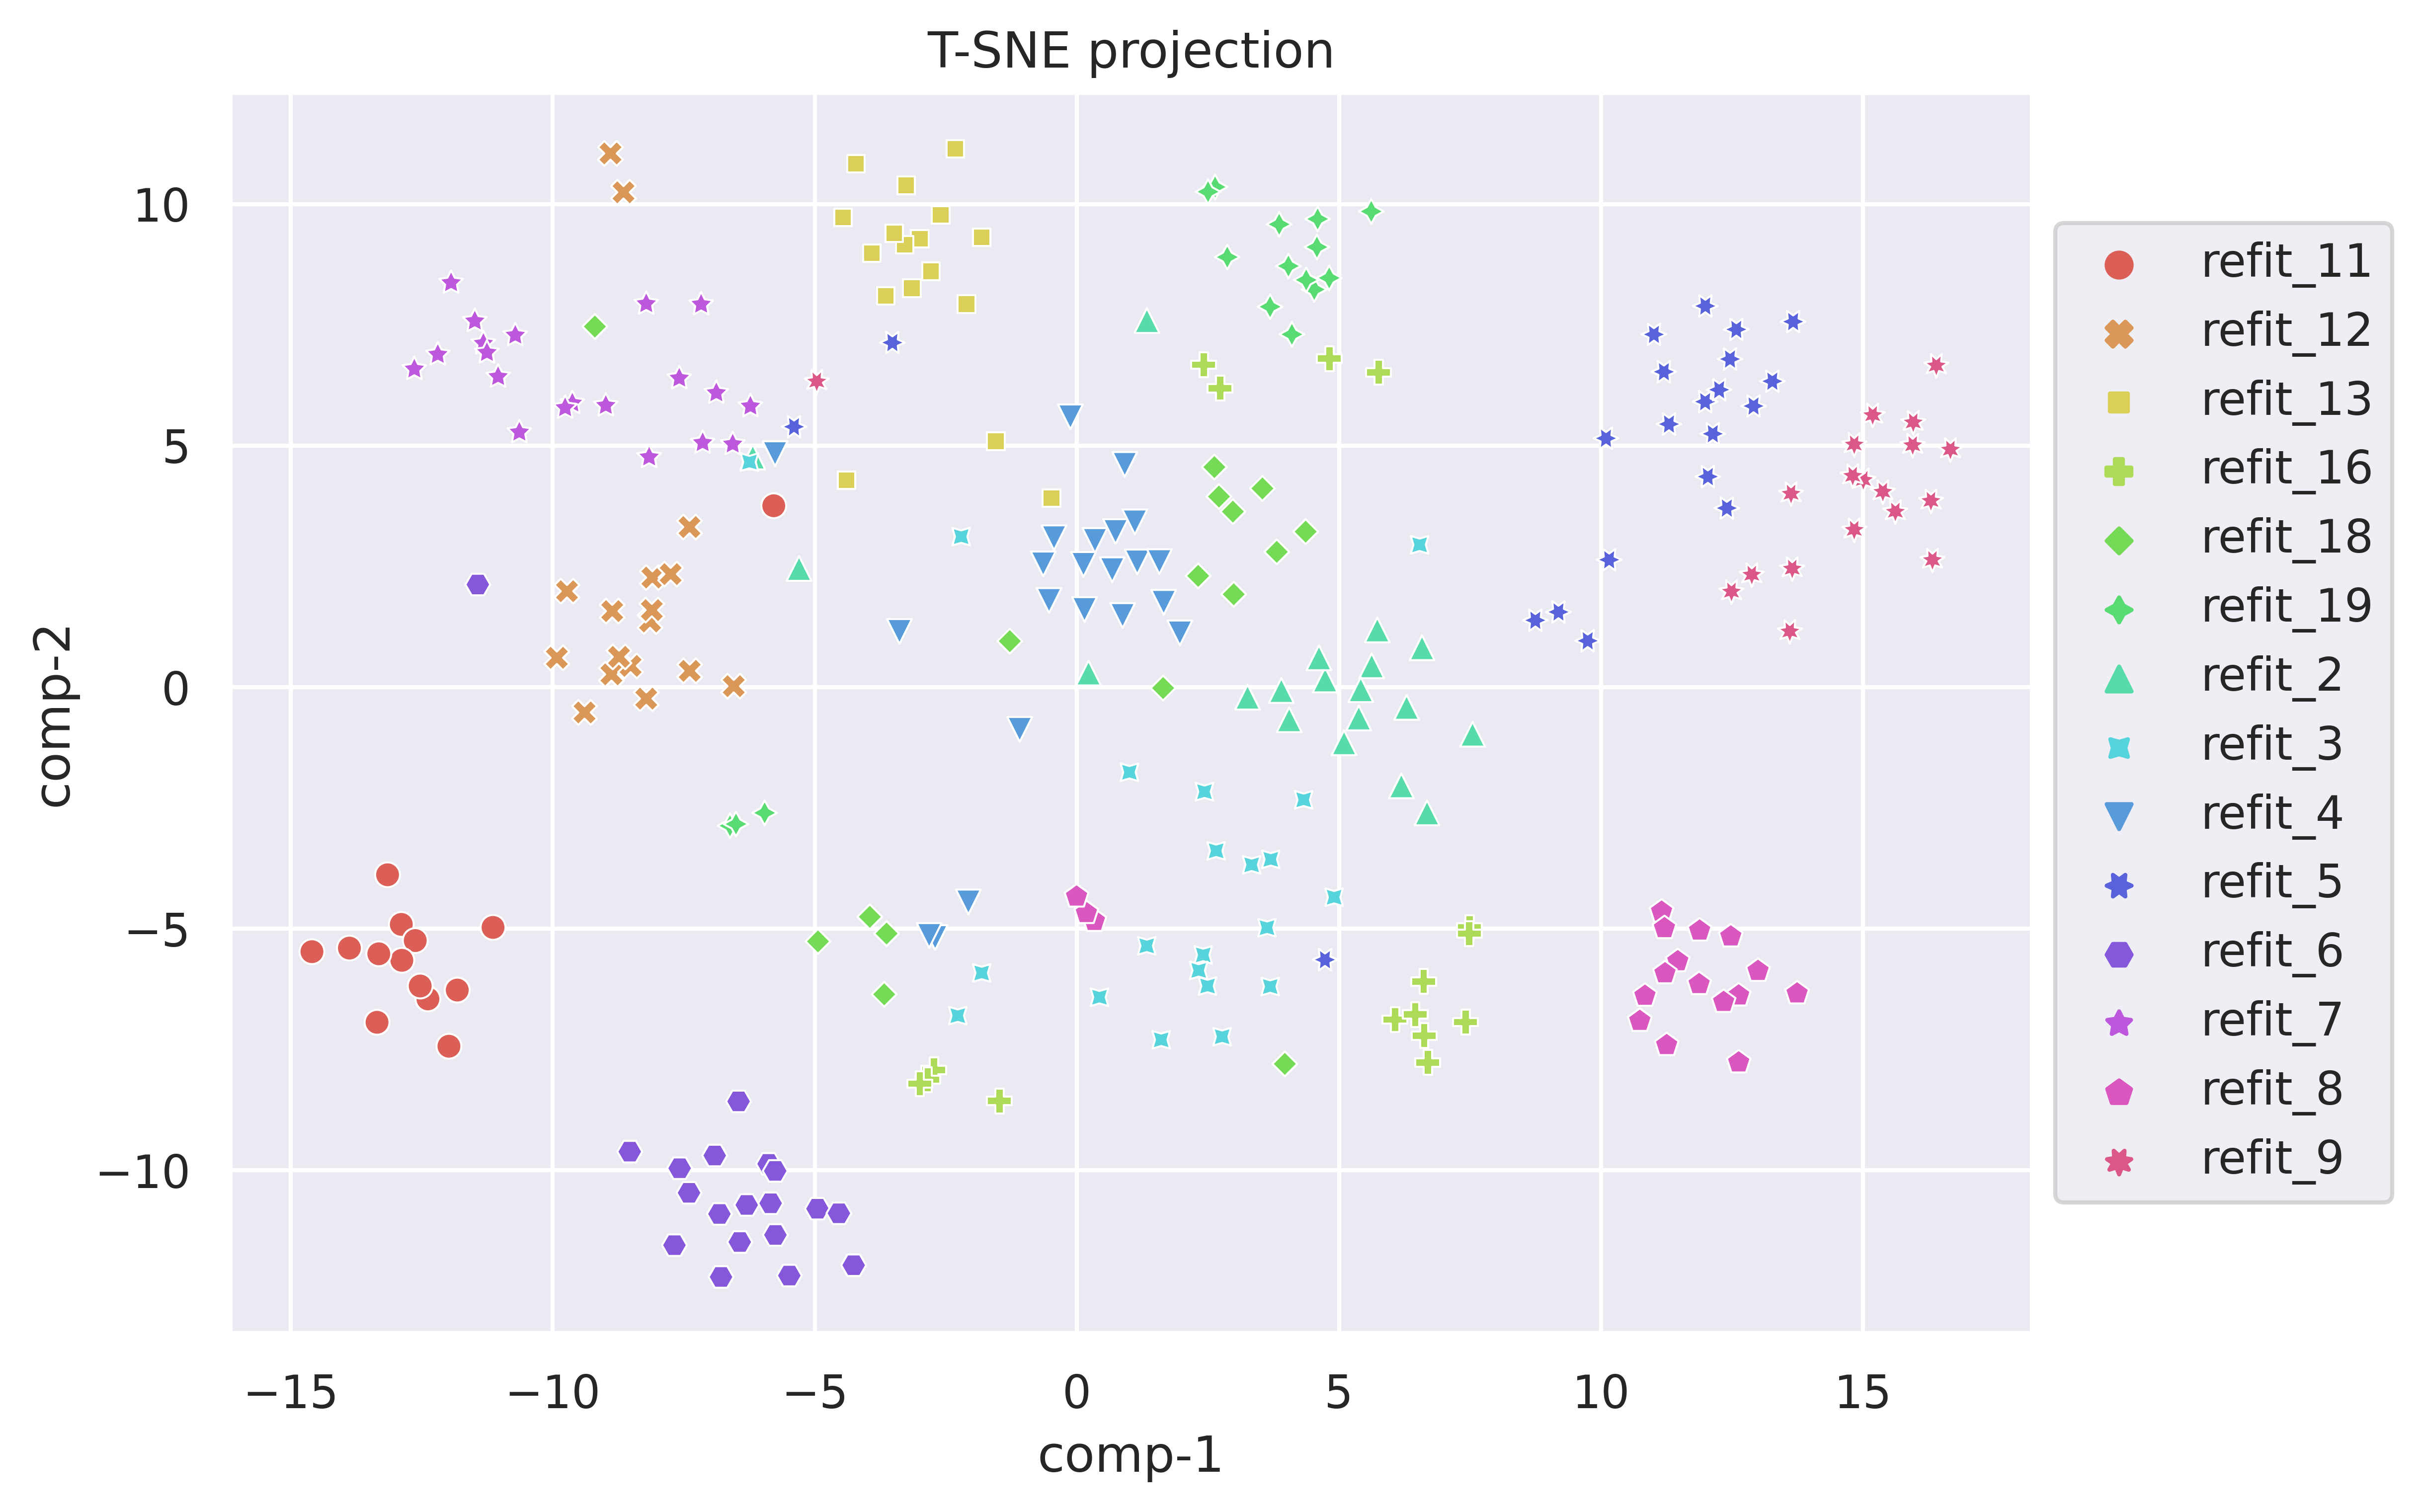 T-SNE projection
10
5
0
−5
−10
comp-2
−15
−10
−5
0
5
10
15
comp-1
refit_11
refit_12
refit_13
refit_16
refit_18
refit_19
refit_2
refit_3
refit_4
refit_5
refit_6
refit_7
refit_8
refit_9